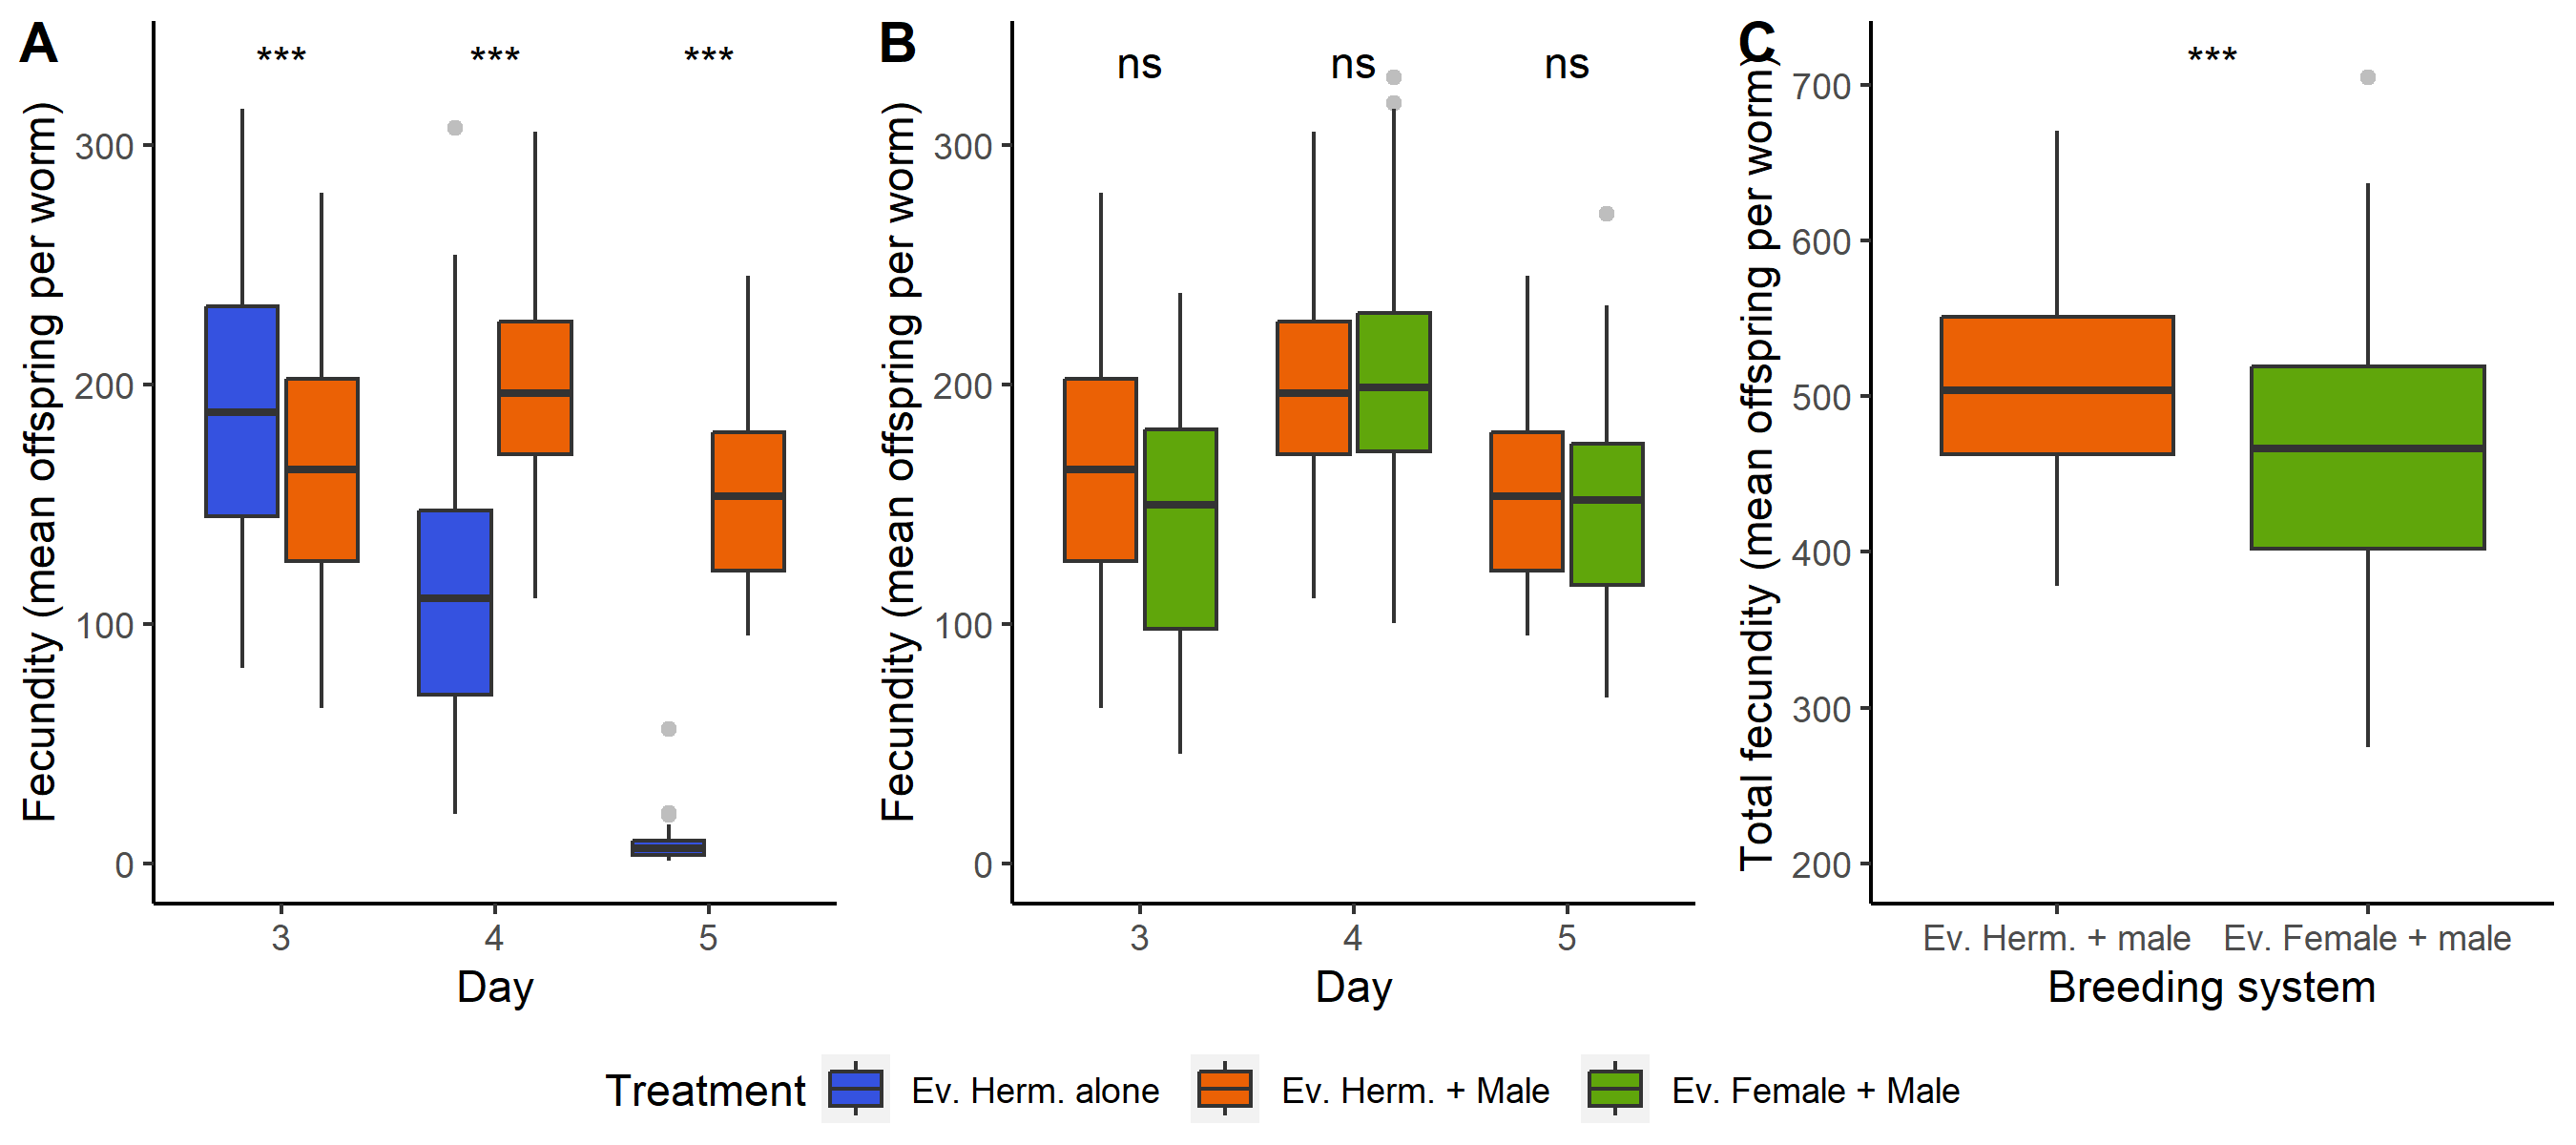 A
***
***
***
Fecundity (mean offspring per worm)
300
200
100
0
3
4
5
Day
B
ns
ns
ns
Fecundity (mean offspring per worm)
300
200
100
0
3
4
5
Day
C
***
Total fecundity (mean offspring per worm)
700
600
500
400
300
200
Ev. Herm. + male
Ev. Female + male
Breeding system
Treatment
Ev. Herm. alone
Ev. Herm. + Male
Ev. Female + Male